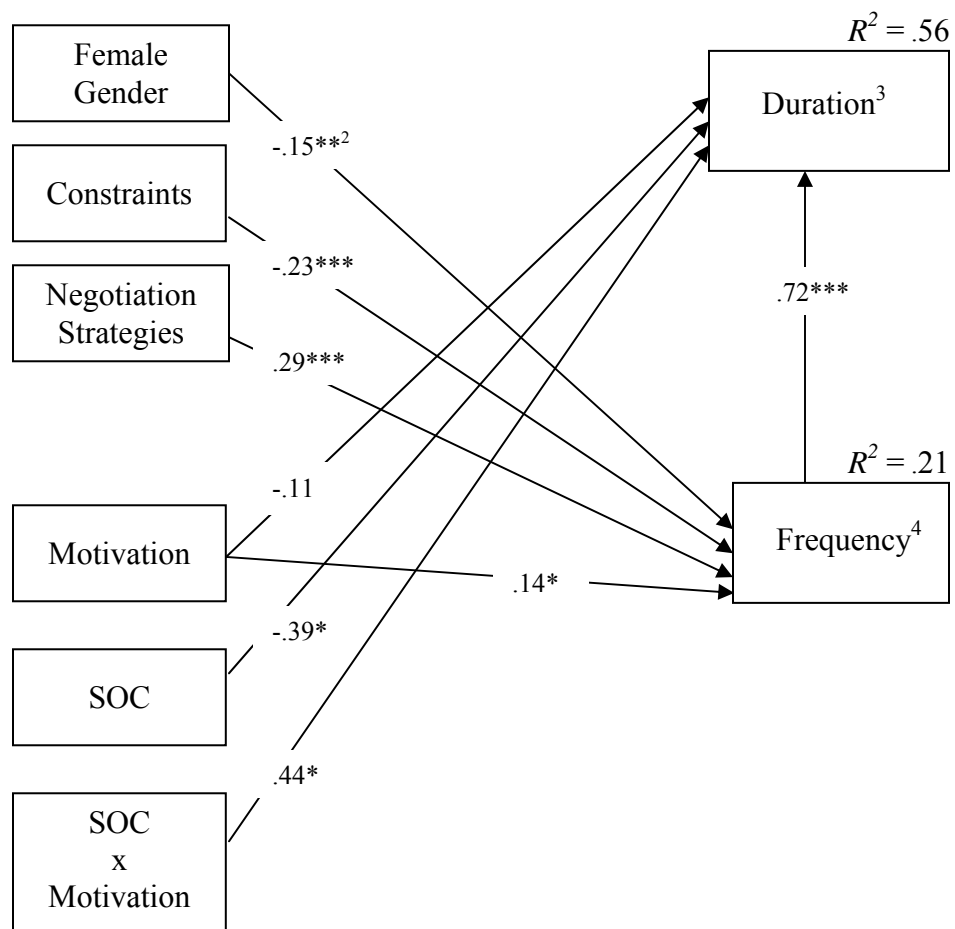 R² = .56
Female
Gender
Duration³
-.15**²
Constraints
-.23***
Negotiation
Strategies
.72***
.29***
R² = .21
-.11
Motivation
Frequency⁴
.14*
-.39*
SOC
.44*
SOC
x
Motivation